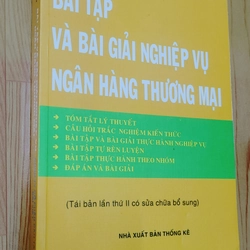 BÀI TẬP
VÀ BÀI GIẢI NGHIỆP VỤ
NGÂN HÀNG THƯƠNG MẠI
TÓM TẮT LÝ THUYẾT
CÂU HỎI TRẮC NGHIỆM KIẾN THỨC
BÀI TẬP VÀ BÀI GIẢI THỰC HÀNH NGHIỆP VỤ
BÀI TẬP TỰ RÈN LUYỆN
BÀI TẬP THỰC HÀNH THEO NHÓM
ĐÁP ÁN VÀ BÀI GIẢI
(Tái bản lần thứ II có sửa chữa bổ sung)
NHÀ XUẤT BẢN THỐNG KÊ